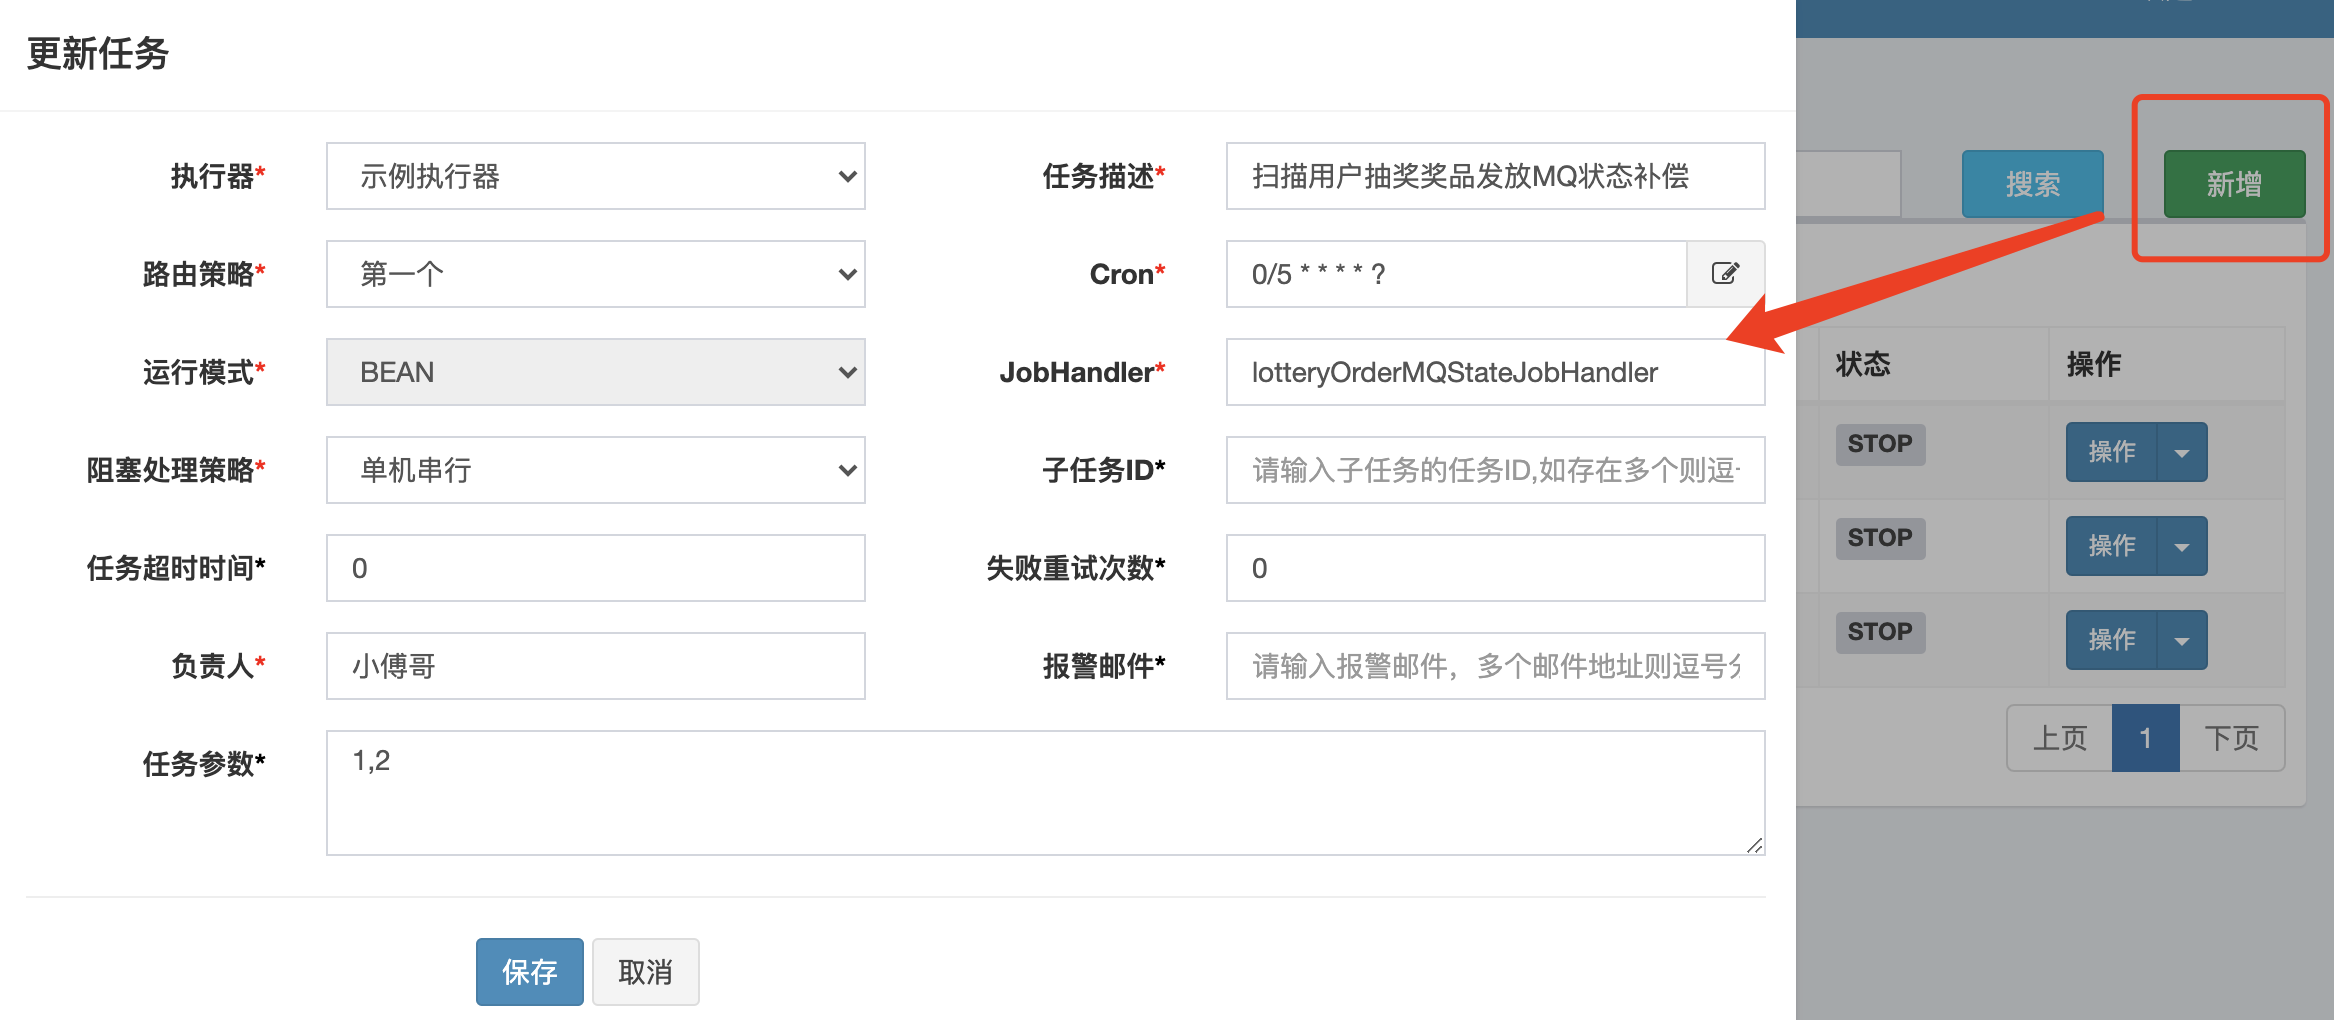 更新任务
执行器* 示例执行器 任务描述* 扫描用户抽奖奖品发放MQ状态补偿
路由策略* 第一个 Cron* 0/5 * * * * ?
运行模式* BEAN JobHandler* lotteryOrderMQStateJobHandler
阻塞处理策略* 单机串行 子任务ID* 请输入子任务的任务ID,如存在多个则逗
任务超时时间* 0 失败重试次数* 0
负责人* 小傅哥 报警邮件* 请输入报警邮件，多个邮件地址则逗号
任务参数* 1,2
保存 取消
搜索 新增
状态 操作
STOP 操作
STOP 操作
STOP 操作
上页 1 下页